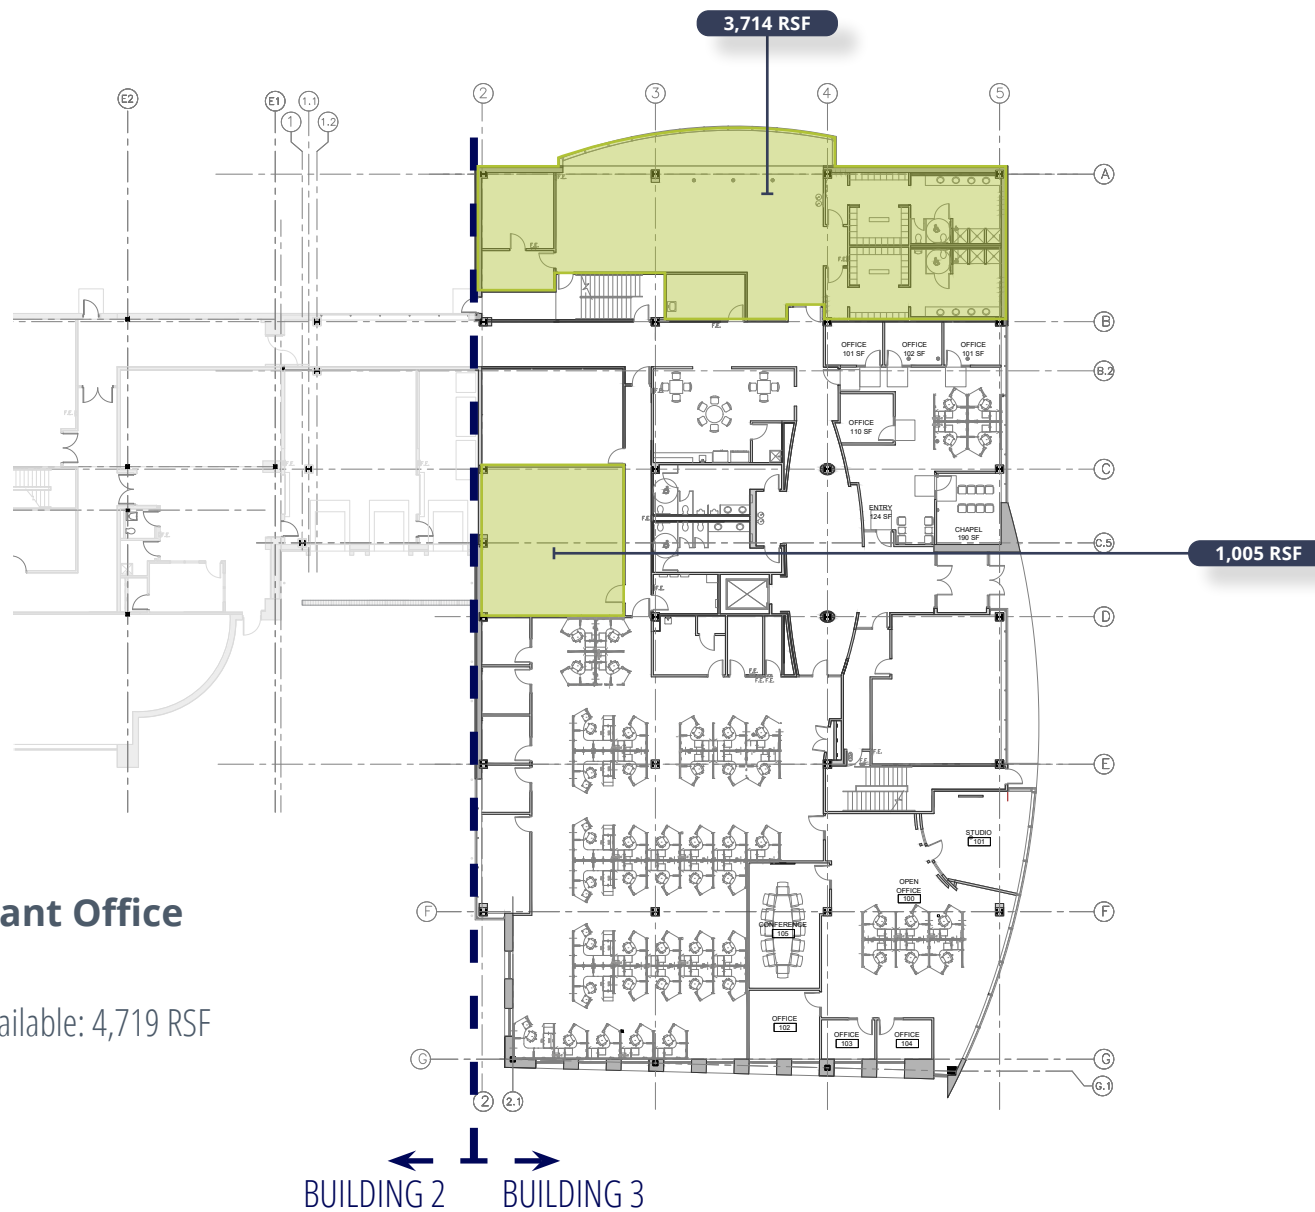 3,714 RSF
E2
E1
1.1
1
1.2
2
3
4
5
A
B
B.2
C
C.5
D
E
F
F
G
G
G.1
2
2.1
F.E.
F.E.
F.E.
F.E.
OFFICE
101 SF
OFFICE
102 SF
OFFICE
101 SF
OFFICE
110 SF
ENTRY
124 SF
CHAPEL
190 SF
1,005 RSF
F.E.
F.E.
F.E.
F.E.
F.E.
STUDIO
101
OPEN
OFFICE
100
CONFERENCE
105
OFFICE
102
OFFICE
103
OFFICE
104
ant Office
ailable: 4,719 RSF
BUILDING 2
BUILDING 3